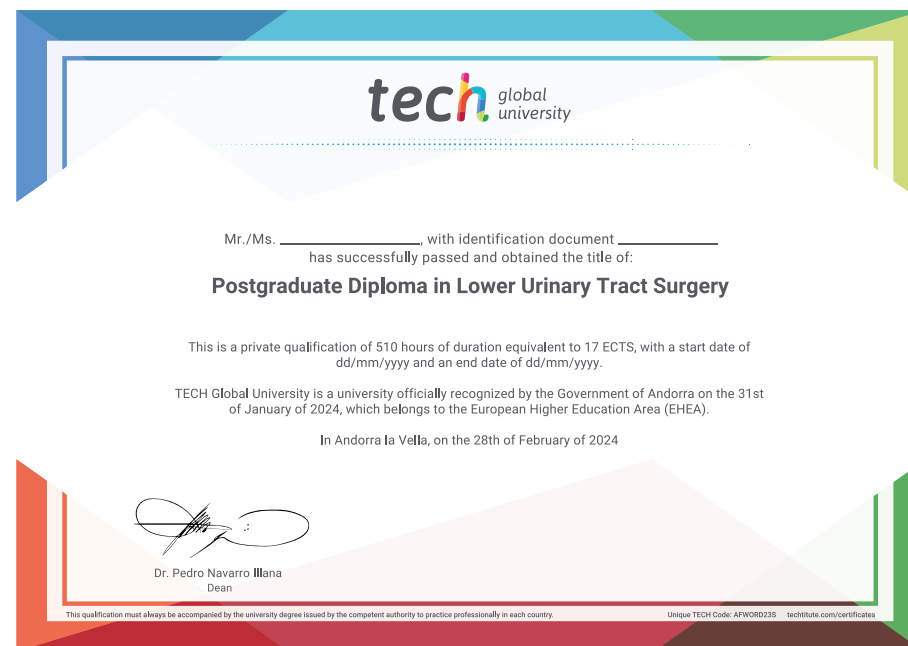 tech global university
Mr./Ms. ____________, with identification document ____________
has successfully passed and obtained the title of:
Postgraduate Diploma in Lower Urinary Tract Surgery
This is a private qualification of 510 hours of duration equivalent to 17 ECTS, with a start date of
dd/mm/yyyy and an end date of dd/mm/yyyy.
TECH Global University is a university officially recognized by the Government of Andorra on the 31st
of January of 2024, which belongs to the European Higher Education Area (EHEA).
In Andorra la Vella, on the 28th of February of 2024
Dr. Pedro Navarro Illana
Dean
This qualification must always be accompanied by the university degree issued by the competent authority to practice professionally in each country.
Unique TECH Code: AFWORD23S techtitute.com/certificates